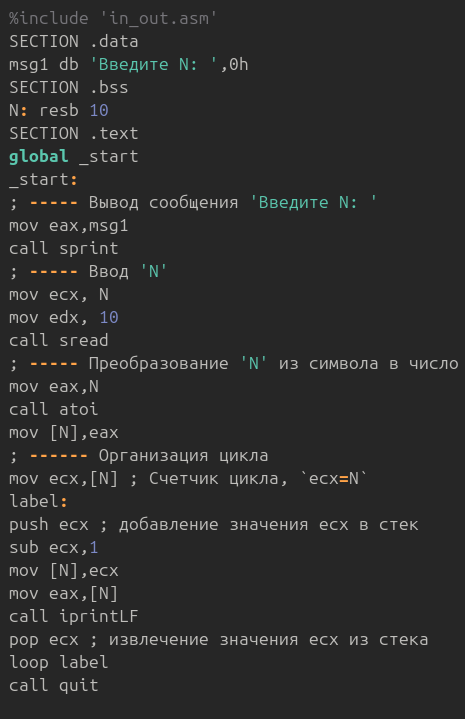 %include 'in_out.asm'
SECTION .data
msg1 db 'Введите N: ',0h
SECTION .bss
N: resb 10
SECTION .text
global _start
_start:
; ----- Вывод сообщения 'Введите N: '
mov eax,msg1
call sprint
; ----- Ввод 'N'
mov ecx, N
mov edx, 10
call sread
; ----- Преобразование 'N' из символа в число
mov eax,N
call atoi
mov [N],eax
; ------ Организация цикла
mov ecx,[N] ; Счетчик цикла, `ecx=N`
label:
push ecx ; добавление значения ecx в стек
sub ecx,1
mov [N],ecx
mov eax,[N]
call iprintLF
pop ecx ; извлечение значения ecx из стека
loop label
call quit